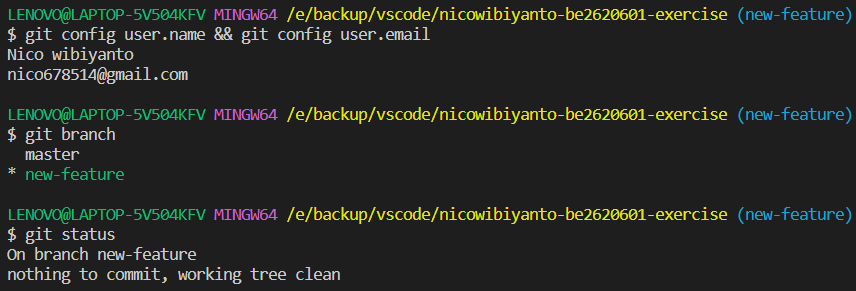 LENOVO@LAPTOP-5V504KFV MINGW64 /e/backup/vscode/nicowibiyanto-be2620601-exercise (new-feature)
$ git config user.name && git config user.email
Nico wibiyanto
nico678514@gmail.com
LENOVO@LAPTOP-5V504KFV MINGW64 /e/backup/vscode/nicowibiyanto-be2620601-exercise (new-feature)
$ git branch
  master
* new-feature
LENOVO@LAPTOP-5V504KFV MINGW64 /e/backup/vscode/nicowibiyanto-be2620601-exercise (new-feature)
$ git status
On branch new-feature
nothing to commit, working tree clean